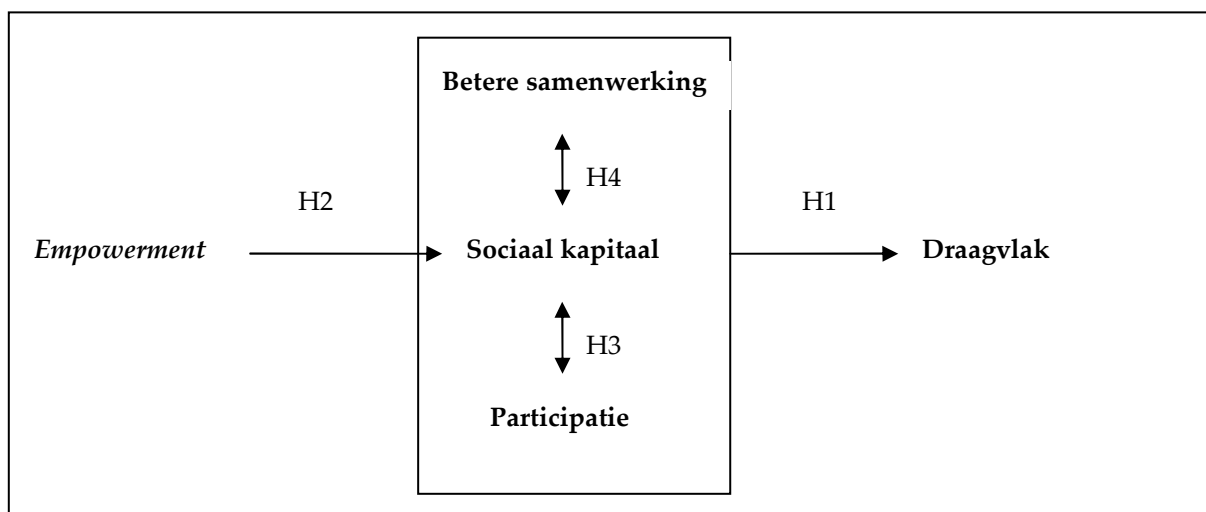 Betere samenwerking
H4
H2
H1
Empowerment
Sociaal kapitaal
Draagvlak
H3
Participatie